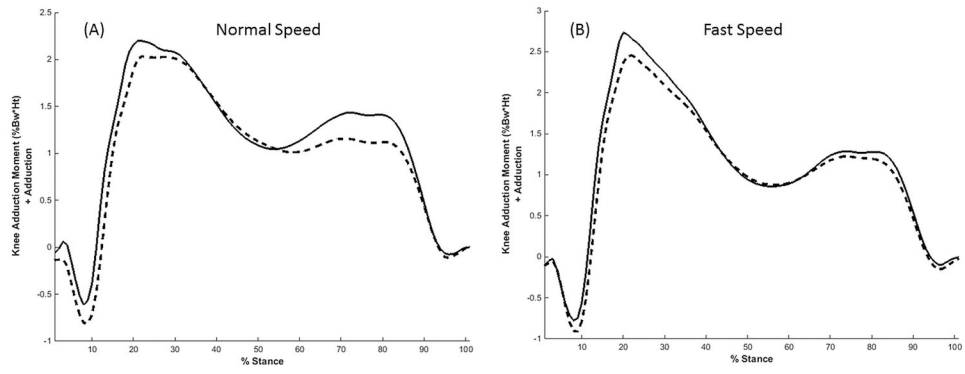 (A) Normal Speed
Knee Adduction Moment (%Bw*Ht)
+ Adduction
2.5
2
1.5
1
0.5
0
-0.5
-1
10 20 30 40 50 60 70 80 90 100
% Stance
(B) Fast Speed
Knee Adduction Moment (%Bw*Ht)
+ Adduction
3
2.5
2
1.5
1
0.5
0
-0.5
-1
10 20 30 40 50 60 70 80 90 100
% Stance